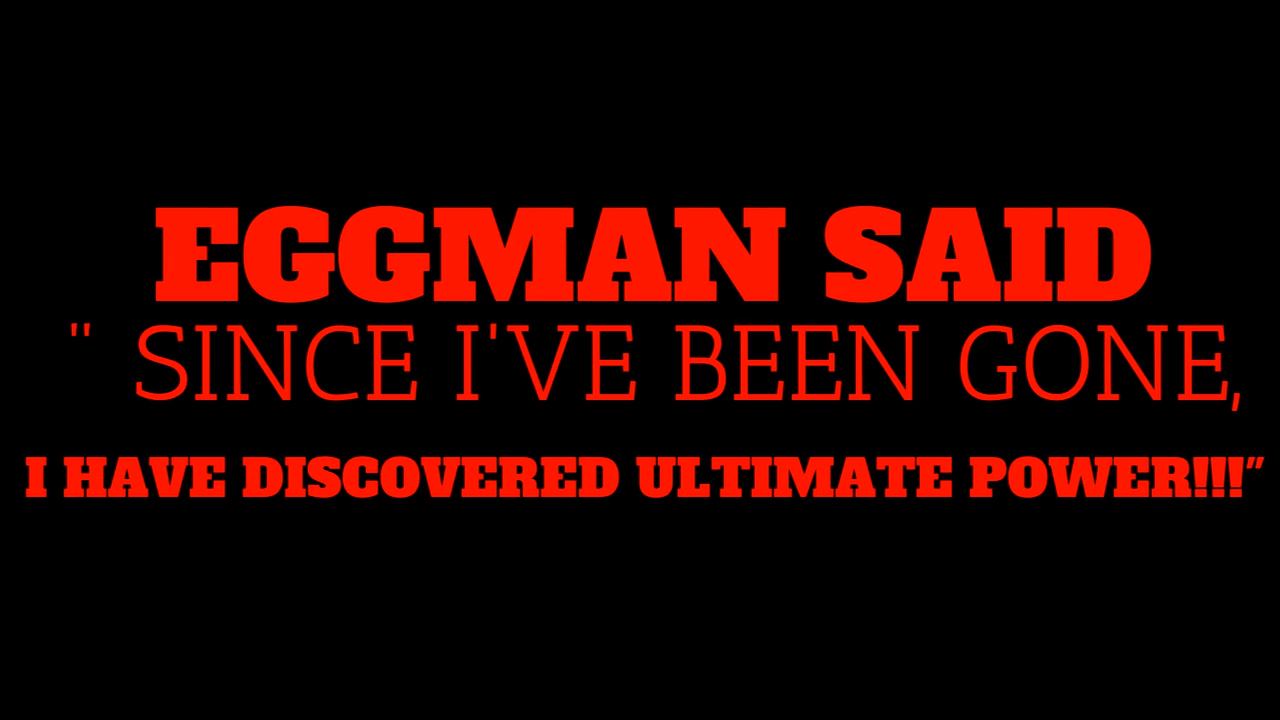 EGGMAN SAID
" SINCE I'VE BEEN GONE,
I HAVE DISCOVERED ULTIMATE POWER!!!"